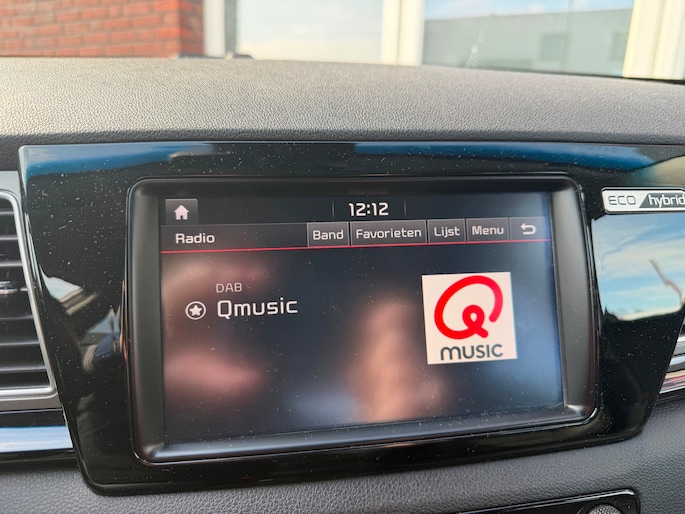 12:12
ECO hybrid
Radio Band Favorieten Lijst Menu
DAB
Qmusic
Q
MUSIC